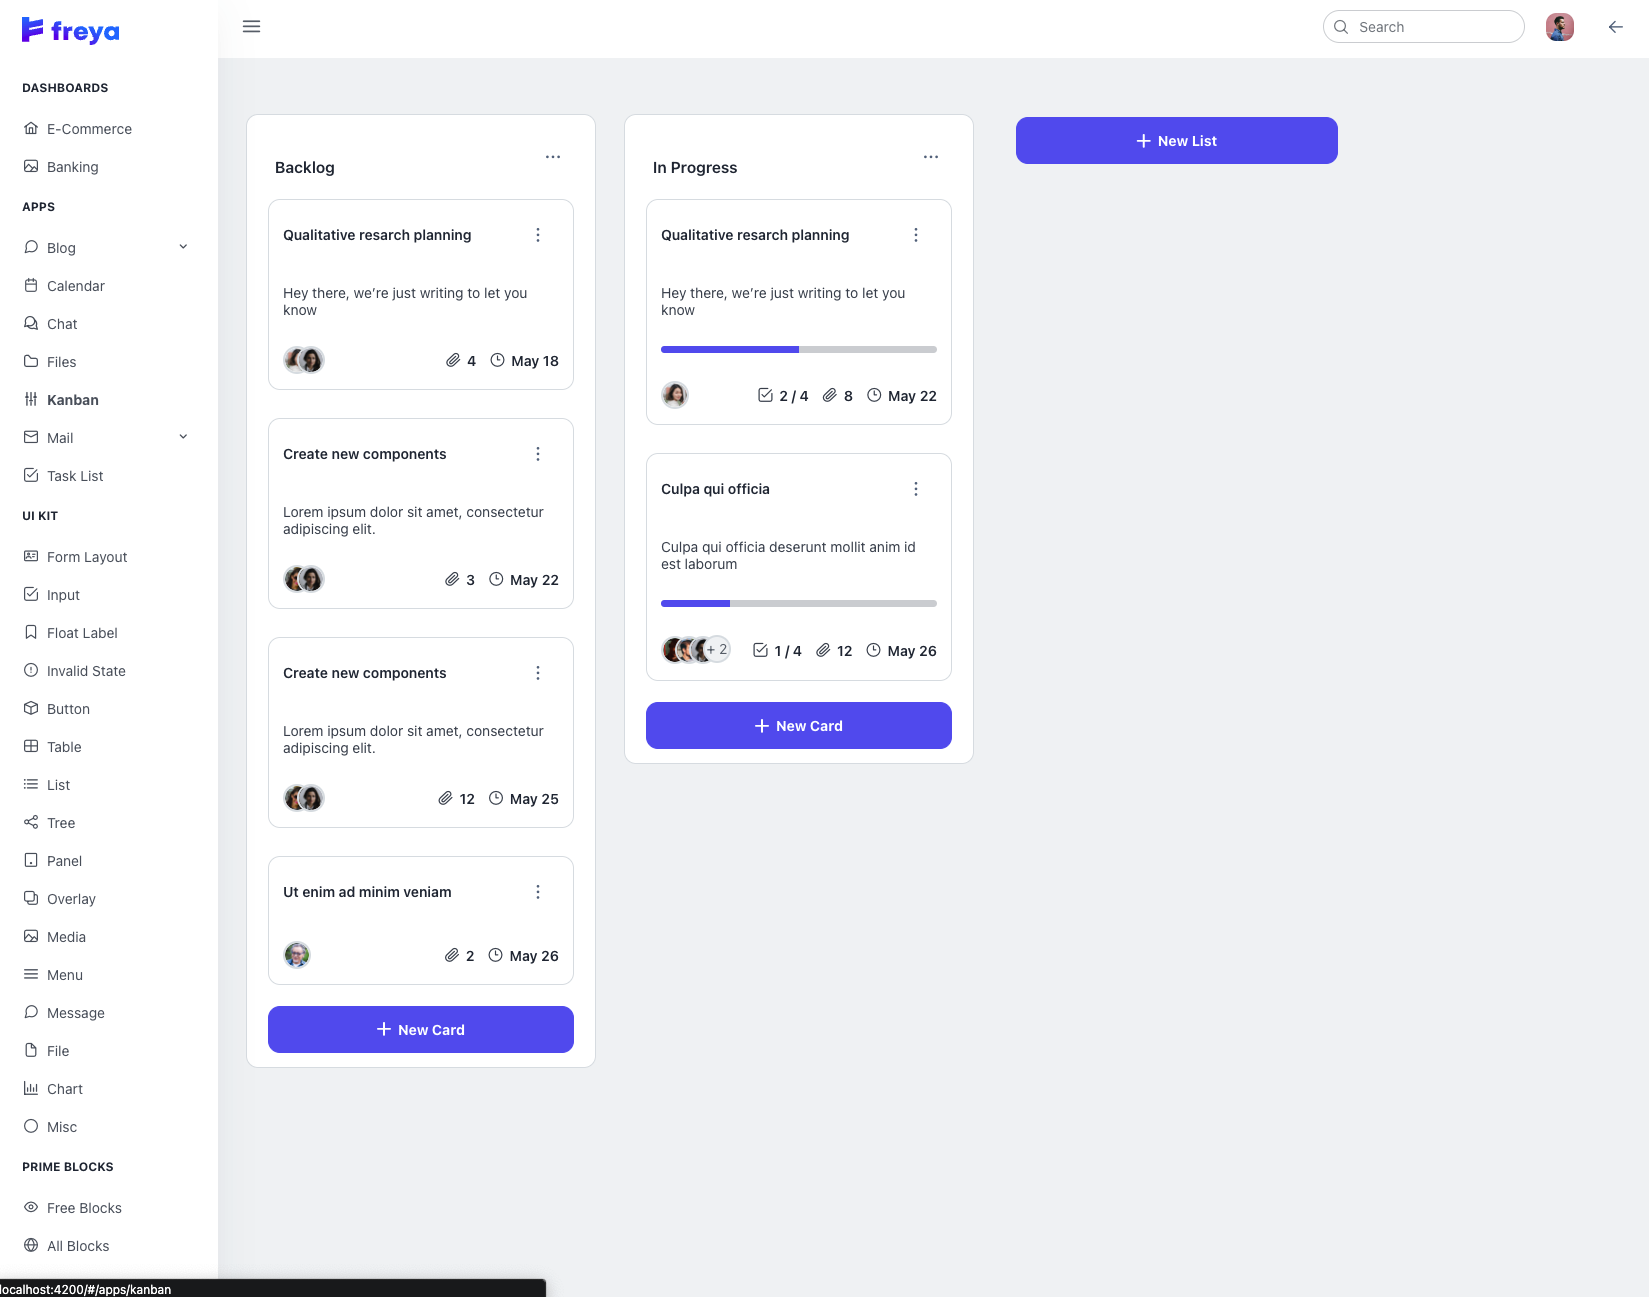 freya
Search
DASHBOARDS
E-Commerce
Banking
APPS
Blog
Calendar
Chat
Files
Kanban
Mail
Task List
UI KIT
Form Layout
Input
Float Label
Invalid State
Button
Table
List
Tree
Panel
Overlay
Media
Menu
Message
File
Chart
Misc
PRIME BLOCKS
Free Blocks
All Blocks
Backlog
Qualitative resarch planning
Hey there, we’re just writing to let you
know
4 May 18
Create new components
Lorem ipsum dolor sit amet, consectetur
adipiscing elit.
3 May 22
Create new components
Lorem ipsum dolor sit amet, consectetur
adipiscing elit.
12 May 25
Ut enim ad minim veniam
2 May 26
New Card
In Progress
Qualitative resarch planning
Hey there, we’re just writing to let you
know
2 / 4 8 May 22
Culpa qui officia
Culpa qui officia deserunt mollit anim id
est laborum
+ 2 1 / 4 12 May 26
New Card
New List
localhost:4200/#/apps/kanban